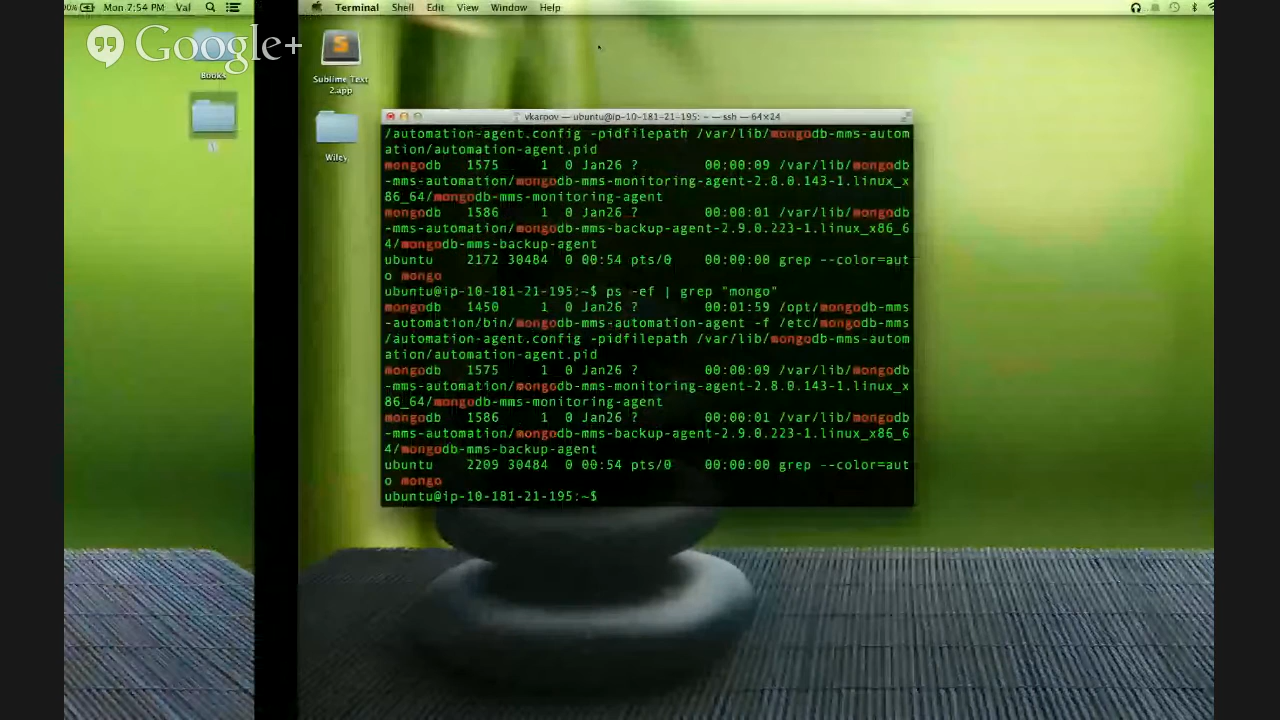 00% Mon 7:54 PM Val
Terminal Shell Edit View Window Help
Google+
Books
Sublime Text
2.app
Wiley
vkarpov — ubuntu@ip-10-181-21-195: ~ — ssh — 64×24
/automation-agent.config -pidfilepath /var/lib/mongodb-mms-autom
ation/automation-agent.pid
mongodb 1575 1 0 Jan26 ? 00:00:09 /var/lib/mongodb
-mms-automation/mongodb-mms-monitoring-agent-2.8.0.143-1.linux_x
86_64/mongodb-mms-monitoring-agent
mongodb 1586 1 0 Jan26 ? 00:00:01 /var/lib/mongodb
-mms-automation/mongodb-mms-backup-agent-2.9.0.223-1.linux_x86_6
4/mongodb-mms-backup-agent
ubuntu 2172 30484 0 00:54 pts/0 00:00:00 grep --color=aut
o mongo
ubuntu@ip-10-181-21-195:~$ ps -ef | grep "mongo"
mongodb 1450 1 0 Jan26 ? 00:01:59 /opt/mongodb-mms
-automation/bin/mongodb-mms-automation-agent -f /etc/mongodb-mms
/automation-agent.config -pidfilepath /var/lib/mongodb-mms-autom
ation/automation-agent.pid
mongodb 1575 1 0 Jan26 ? 00:00:09 /var/lib/mongodb
-mms-automation/mongodb-mms-monitoring-agent-2.8.0.143-1.linux_x
86_64/mongodb-mms-monitoring-agent
mongodb 1586 1 0 Jan26 ? 00:00:01 /var/lib/mongodb
-mms-automation/mongodb-mms-backup-agent-2.9.0.223-1.linux_x86_6
4/mongodb-mms-backup-agent
ubuntu 2209 30484 0 00:54 pts/0 00:00:00 grep --color=aut
o mongo
ubuntu@ip-10-181-21-195:~$